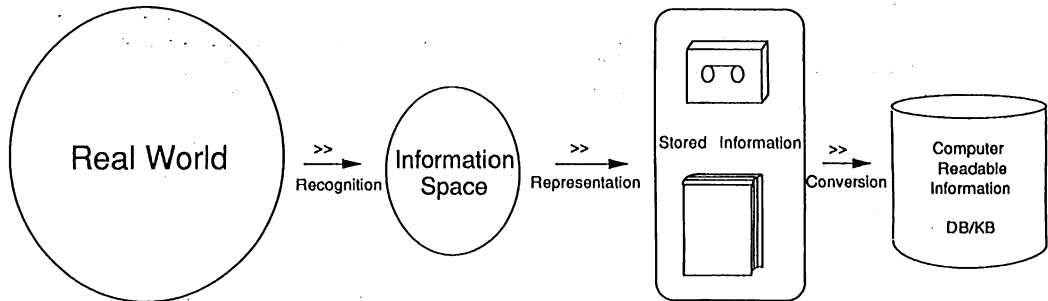 Real World
>>
Recognition
Information
Space
>>
Representation
Stored Information
>>
Conversion
Computer
Readable
Information
DB/KB